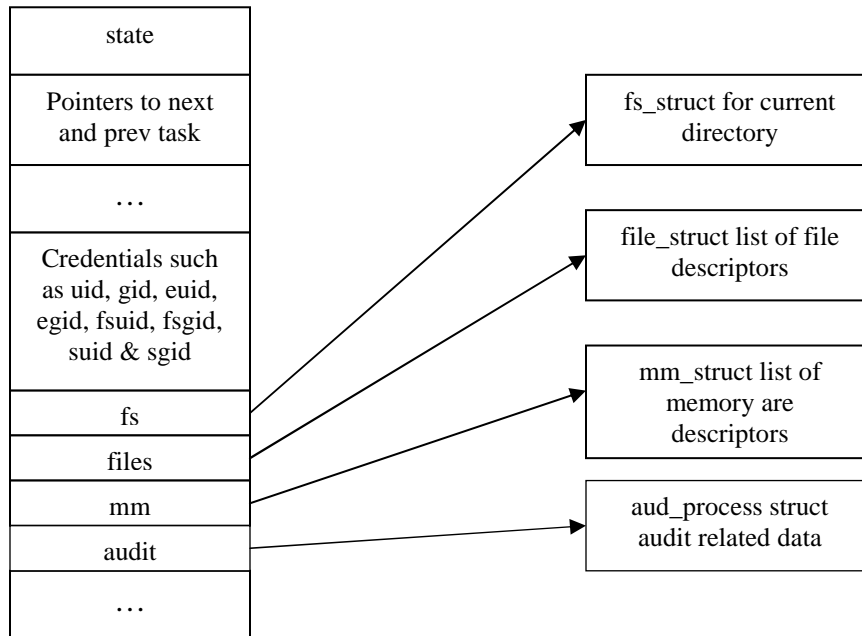 state
Pointers to next
and prev task
…
Credentials such
as uid, gid, euid,
egid, fsuid, fsgid,
suid & sgid
fs
files
mm
audit
…
fs_struct for current
directory
file_struct list of file
descriptors
mm_struct list of
memory are
descriptors
aud_process struct
audit related data